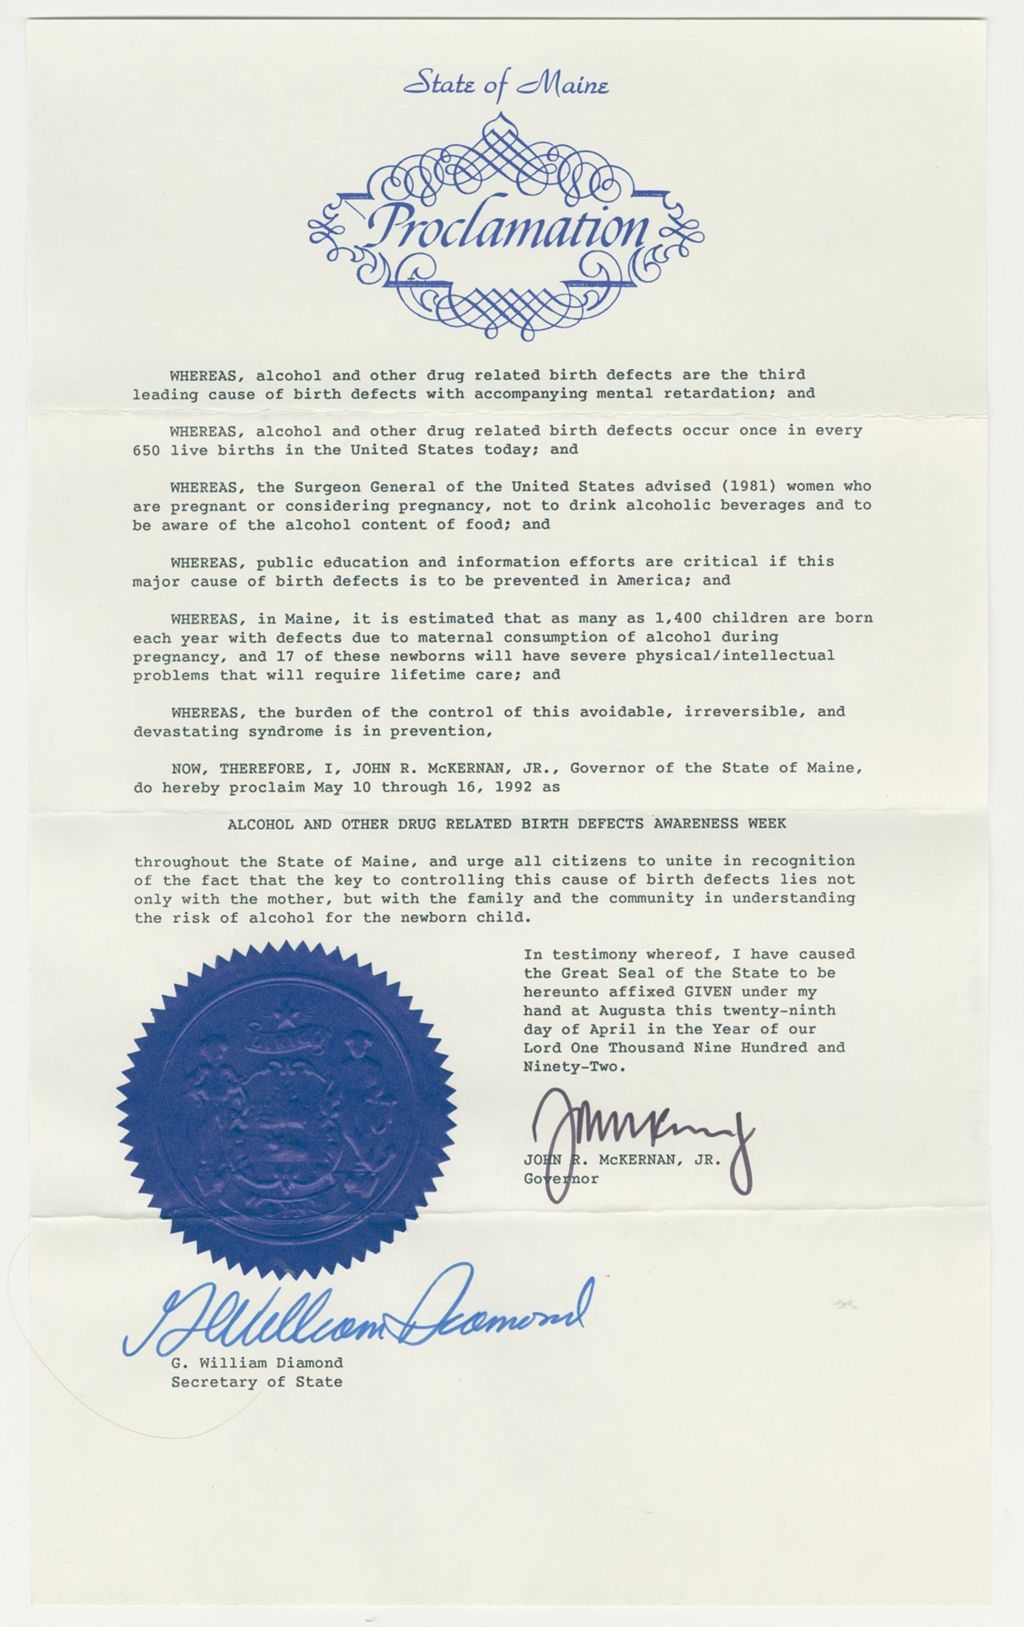 State of Maine
Proclamation
WHEREAS, alcohol and other drug related birth defects are the third
leading cause of birth defects with accompanying mental retardation; and
WHEREAS, alcohol and other drug related birth defects occur once in every
650 live births in the United States today; and
WHEREAS, the Surgeon General of the United States advised (1981) women who
are pregnant or considering pregnancy, not to drink alcoholic beverages and to
be aware of the alcohol content of food; and
WHEREAS, public education and information efforts are critical if this
major cause of birth defects is to be prevented in America; and
WHEREAS, in Maine, it is estimated that as many as 1,400 children are born
each year with defects due to maternal consumption of alcohol during
pregnancy, and 17 of these newborns will have severe physical/intellectual
problems that will require lifetime care; and
WHEREAS, the burden of the control of this avoidable, irreversible, and
devastating syndrome is in prevention,
NOW, THEREFORE, I, JOHN R. McKERNAN, JR., Governor of the State of Maine,
do hereby proclaim May 10 through 16, 1992 as
ALCOHOL AND OTHER DRUG RELATED BIRTH DEFECTS AWARENESS WEEK
throughout the State of Maine, and urge all citizens to unite in recognition
of the fact that the key to controlling this cause of birth defects lies not
only with the mother, but with the family and the community in understanding
the risk of alcohol for the newborn child.
In testimony whereof, I have caused
the Great Seal of the State to be
hereunto affixed GIVEN under my
hand at Augusta this twenty-ninth
day of April in the Year of our
Lord One Thousand Nine Hundred and
Ninety-Two.
JOHN R. McKERNAN, JR.
Governor
G William Diamond
G. William Diamond
Secretary of State